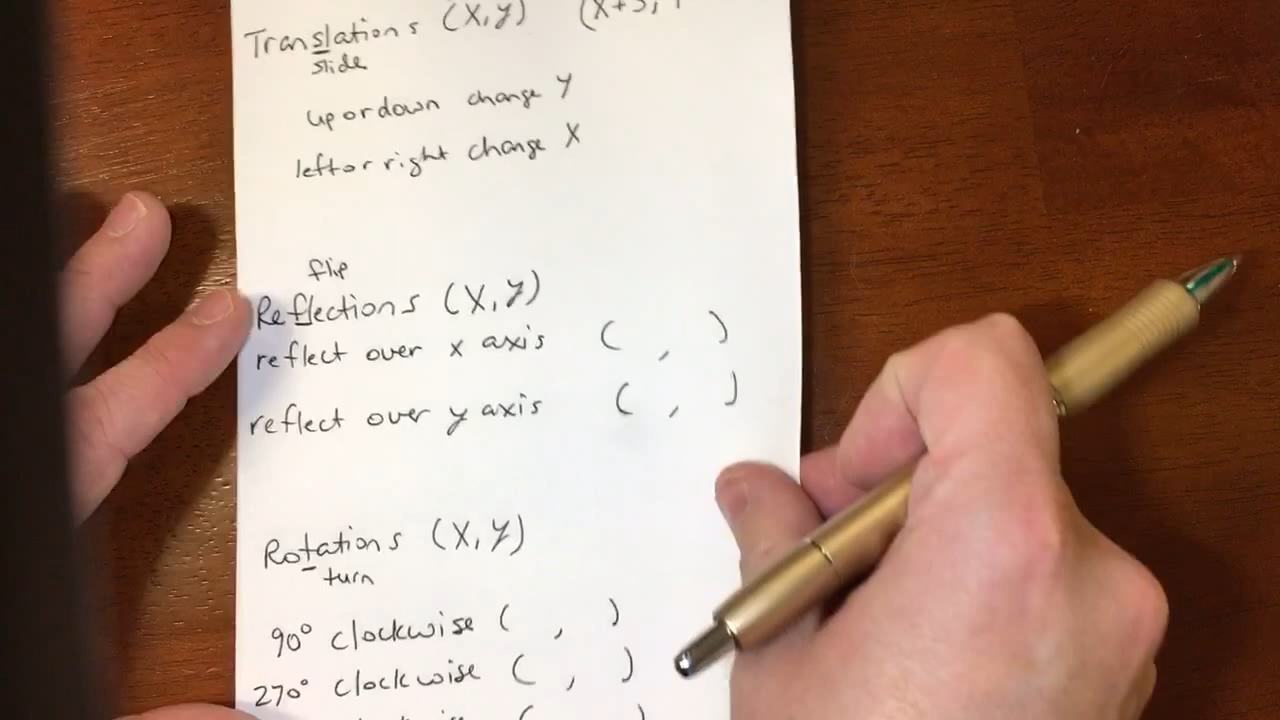 Translations (x,y) (x+3,
slide
up or down change y
left or right change x
flip
Reflections (x,y)
reflect over x axis ( , )
reflect over y axis ( , )
Rotations (x,y)
turn
90° clockwise ( , )
270° clockwise ( , )